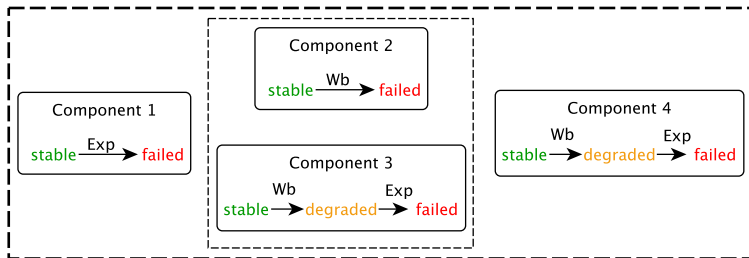 Component 1
Exp
stable failed
Component 2
Wb
stable failed
Component 3
Wb Exp
stable degraded failed
Component 4
Wb Exp
stable degraded failed